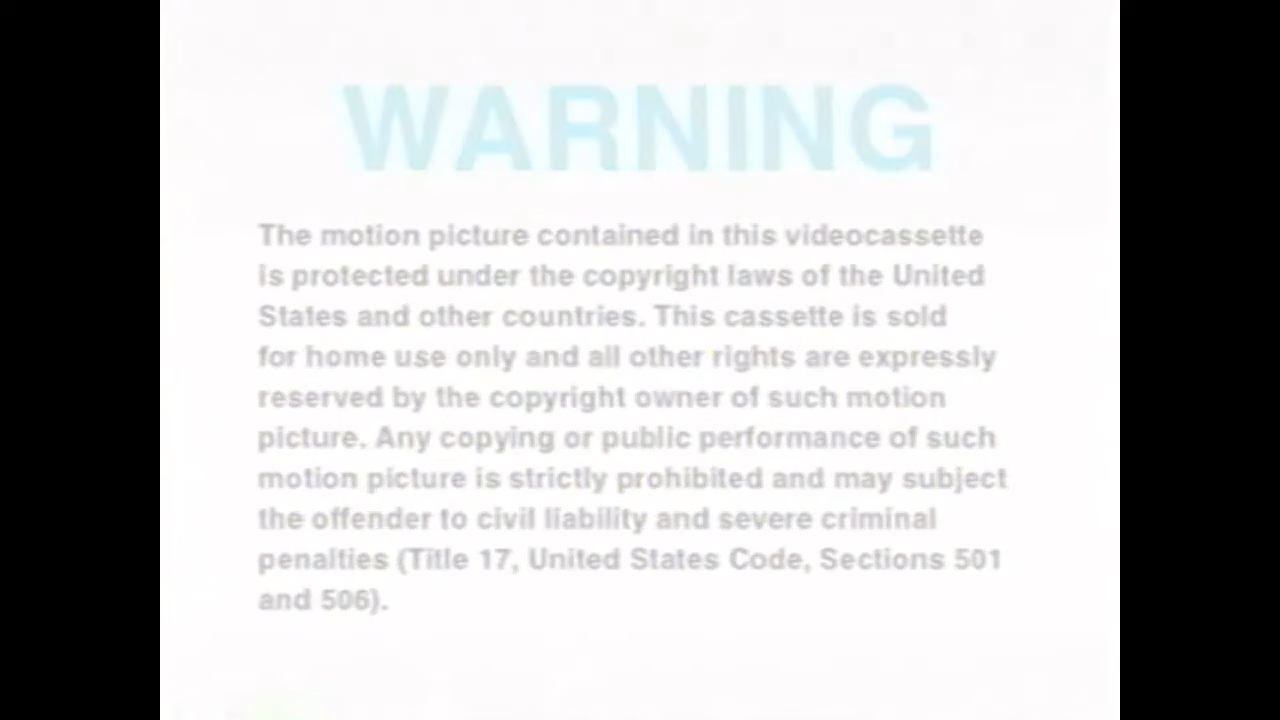 WARNING
The motion picture contained in this videocassette
is protected under the copyright laws of the United
States and other countries. This cassette is sold
for home use only and all other rights are expressly
reserved by the copyright owner of such motion
picture. Any copying or public performance of such
motion picture is strictly prohibited and may subject
the offender to civil liability and severe criminal
penalties (Title 17, United States Code, Sections 501
and 506).